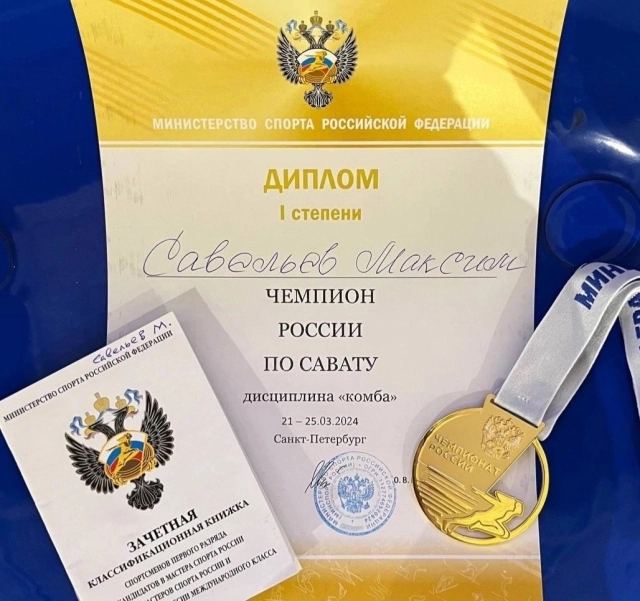 МИНИСТЕРСТВО СПОРТА РОССИЙСКОЙ ФЕДЕРАЦИИ
ДИПЛОМ
I степени
Савельев Максим
ЧЕМПИОН
РОССИИ
ПО САВАТУ
дисциплина «комба»
21 – 25.03.2024
Санкт-Петербург
О. В.
Савельев М.
МИНИСТЕРСТВО СПОРТА РОССИЙСКОЙ ФЕДЕРАЦИИ
ЗАЧЕТНАЯ
КЛАССИФИКАЦИОННАЯ КНИЖКА
СПОРТСМЕНОВ ПЕРВОГО РАЗРЯДА
КАНДИДАТОВ В МАСТЕРА СПОРТА РОССИИ
МАСТЕРОВ СПОРТА РОССИИ И
РОССИИ МЕЖДУНАРОДНОГО КЛАССА
МИН
ЧЕМПИОНАТ
РОССИИ